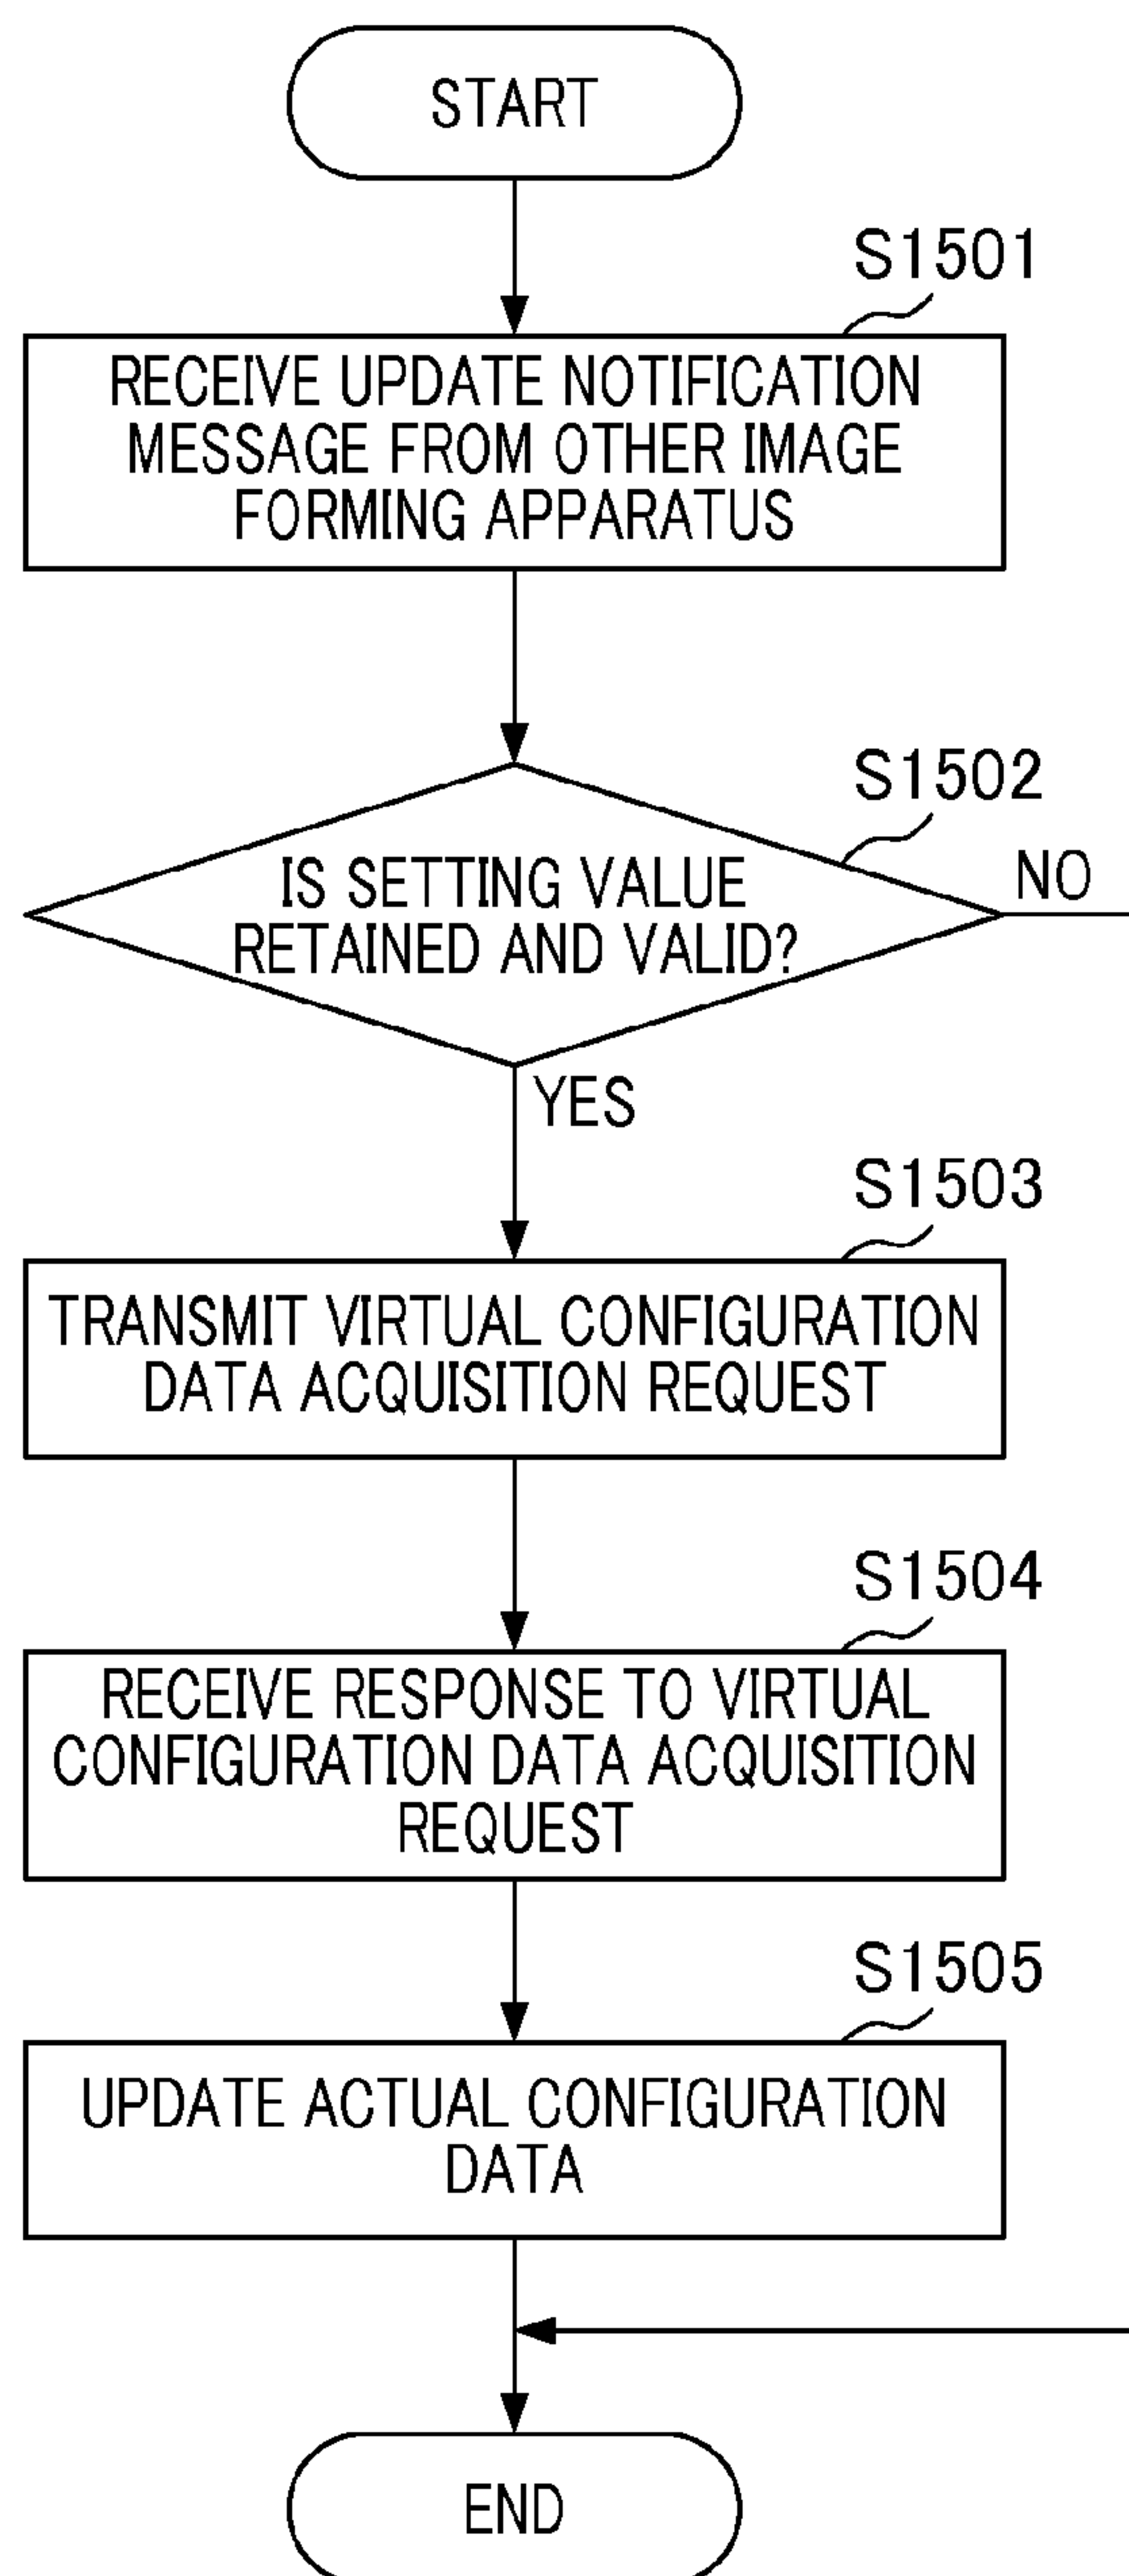 START
S1501
RECEIVE UPDATE NOTIFICATION
MESSAGE FROM OTHER IMAGE
FORMING APPARATUS
S1502
IS SETTING VALUE
RETAINED AND VALID?
NO
YES
S1503
TRANSMIT VIRTUAL CONFIGURATION
DATA ACQUISITION REQUEST
S1504
RECEIVE RESPONSE TO VIRTUAL
CONFIGURATION DATA ACQUISITION
REQUEST
S1505
UPDATE ACTUAL CONFIGURATION
DATA
END